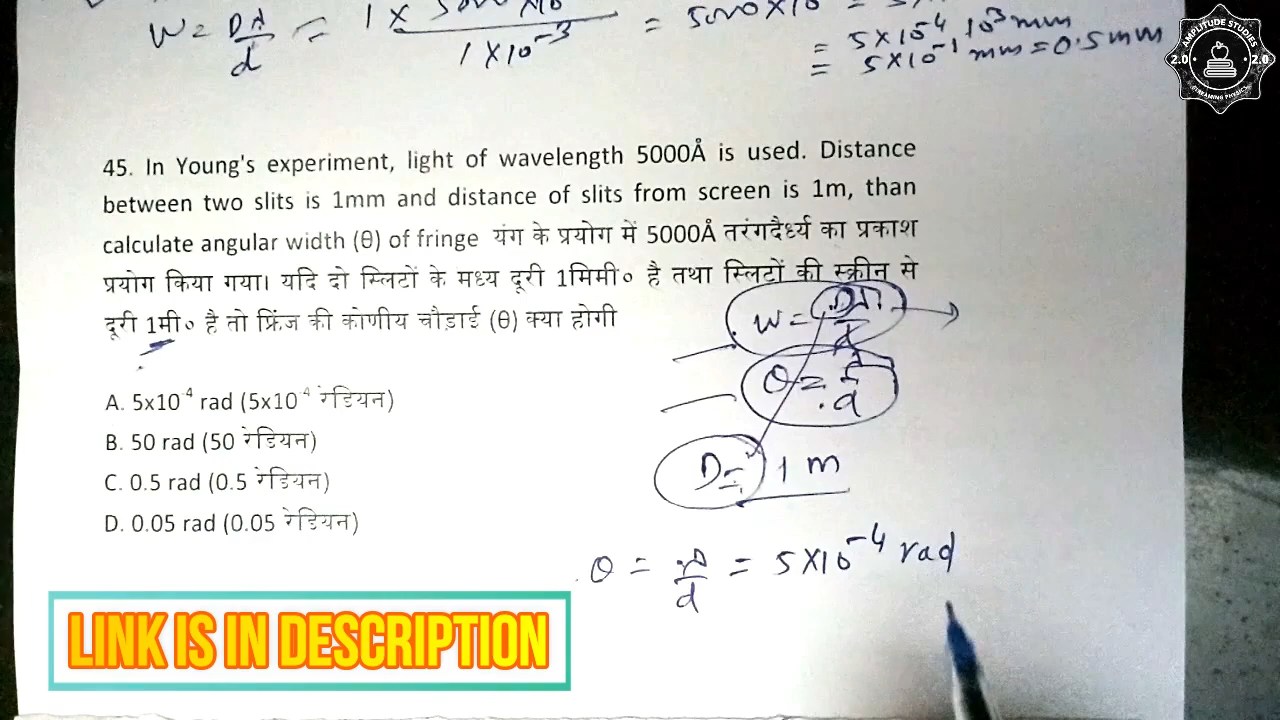 W = Dλ/d = 1 × 5000 × 10 / 1 × 10⁻³ = 5000 × 10
= 5 × 10⁻⁴ 10³ mm
= 5 × 10⁻¹ mm = 0.5 mm
AMPLITUDE STUDIES
2.0 2.0
STREAMING PHYSICS
45. In Young's experiment, light of wavelength 5000Å is used. Distance
between two slits is 1mm and distance of slits from screen is 1m, than
calculate angular width (θ) of fringe यंग के प्रयोग में 5000Å तरंगदैर्ध्य का प्रकाश
प्रयोग किया गया। यदि दो स्लिटों के मध्य दूरी 1मिमी० है तथा स्लिटों की स्क्रीन से
दूरी 1मी० है तो फ्रिंज की कोणीय चौड़ाई (θ) क्या होगी
W = Dλ/d
θ = λ/d
D = 1 m
A. 5x10⁻⁴ rad (5x10⁻⁴ रेडियन)
B. 50 rad (50 रेडियन)
C. 0.5 rad (0.5 रेडियन)
D. 0.05 rad (0.05 रेडियन)
θ = λ/d = 5 × 10⁻⁴ rad
LINK IS IN DESCRIPTION